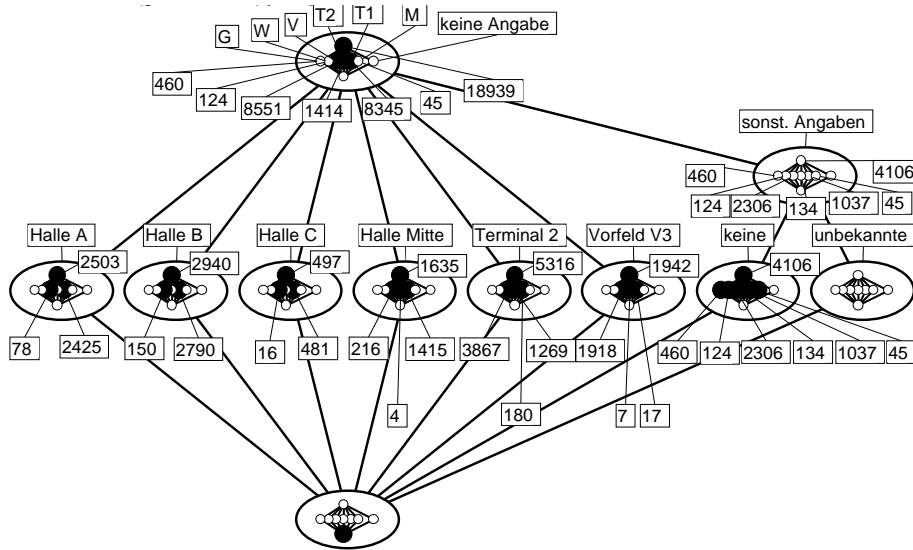 T2 T1 M
G W V keine Angabe
460 124 8551 1414 8345 45 18939
sonst. Angaben
460 4106
124 2306 134 1037 45
Halle A Halle B Halle C Halle Mitte Terminal 2 Vorfeld V3 keine unbekannte
2503 2940 497 1635 5316 1942 4106
78 2425 150 2790 16 481 216 1415 3867 1269 1918 460 124 2306 134 1037 45
4 180 7 17